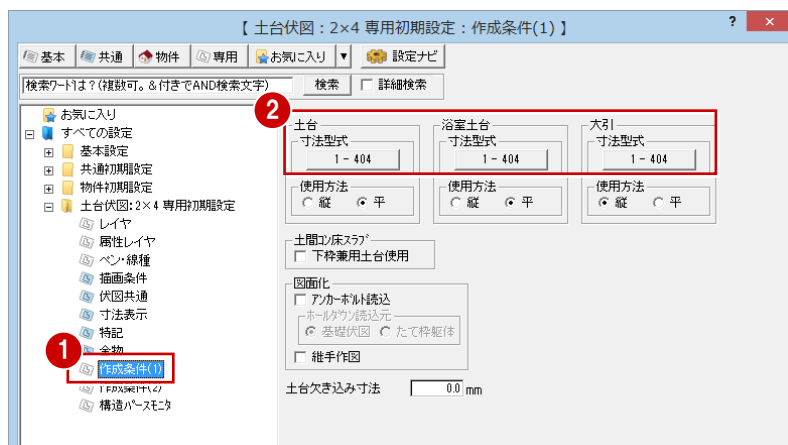 【 土台伏図：2×4 専用初期設定：作成条件(1) 】 ? ×
基本 共通 物件 専用 お気に入り ▼ 設定ナビ
検索ワードは？(複数可。＆付きでAND検索文字) 検索 詳細検索
お気に入り
すべての設定
基本設定
共通初期設定
物件初期設定
土台伏図:2×4 専用初期設定
レイヤ
属性レイヤ
ペン・線種
描画条件
伏図共通
寸法表示
特記
金物
作成条件(1)
作成条件(2)
構造パースモニタ
1
2
土台 浴室土台 大引
寸法型式 寸法型式 寸法型式
1 - 404 1 - 404 1 - 404
使用方法 使用方法 使用方法
縦 平 縦 平 縦 平
土間コン床スラブ
下枠兼用土台使用
図面化
アンカーボルト読込
ホールダウン読込元
基礎伏図 たて枠躯体
継手作図
土台欠き込み寸法 0.0 mm